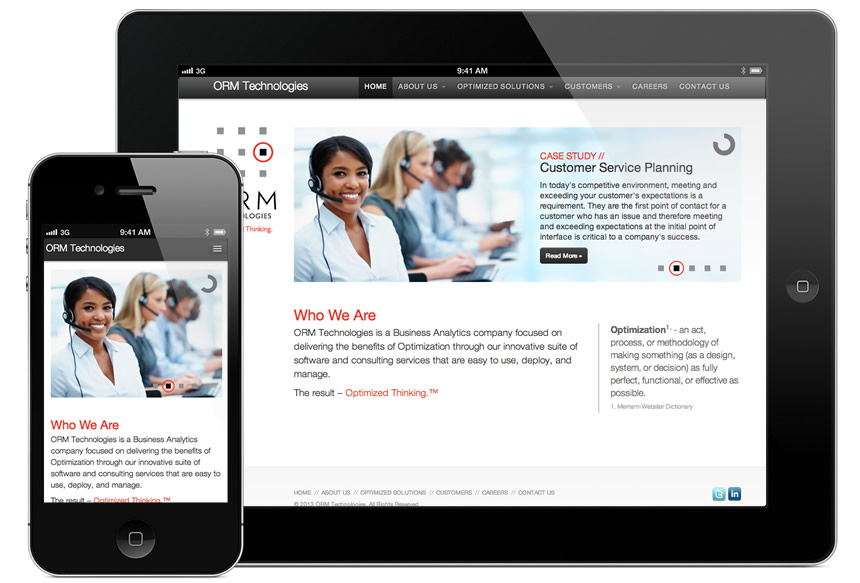 3G 9:41 AM
ORM Technologies HOME ABOUT US OPTIMIZED SOLUTIONS CUSTOMERS CAREERS CONTACT US
CASE STUDY //
Customer Service Planning
In today's competitive environment, meeting and
exceeding your customer's expectations is a
requirement. They are the first point of contact for a
customer who has an issue and therefore meeting
and exceeding expectations at the initial point of
interface is critical to a company's success.
Read More
Who We Are
ORM Technologies is a Business Analytics company focused on
delivering the benefits of Optimization through our innovative suite of
software and consulting services that are easy to use, deploy, and
manage.
The result – Optimized Thinking.™
Optimization1. - an act,
process, or methodology of
making something (as a design,
system, or decision) as fully
perfect, functional, or effective as
possible.
1. Merriam-Webster Dictionary
HOME // ABOUT US // OPTIMIZED SOLUTIONS // CUSTOMERS // CAREERS // CONTACT US
© 2013 ORM Technologies. All Rights Reserved
RM
Thinking.
3G 9:41 AM
ORM Technologies
Who We Are
ORM Technologies is a Business Analytics
company focused on delivering the benefits of
Optimization through our innovative suite of
software and consulting services that are easy to
use, deploy, and manage.
The result – Optimized Thinking.™